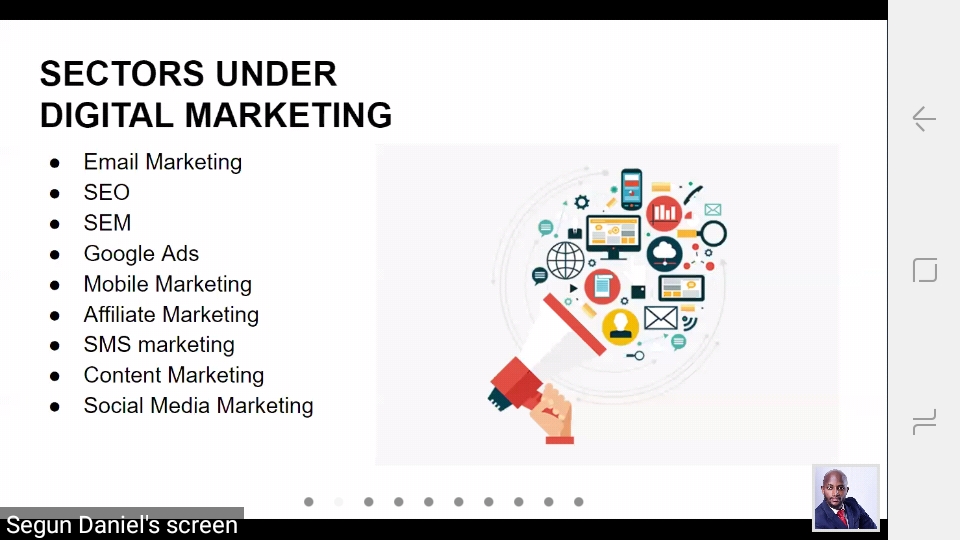 SECTORS UNDER
DIGITAL MARKETING
● Email Marketing
● SEO
● SEM
● Google Ads
● Mobile Marketing
● Affiliate Marketing
● SMS marketing
● Content Marketing
● Social Media Marketing
Segun Daniel's screen